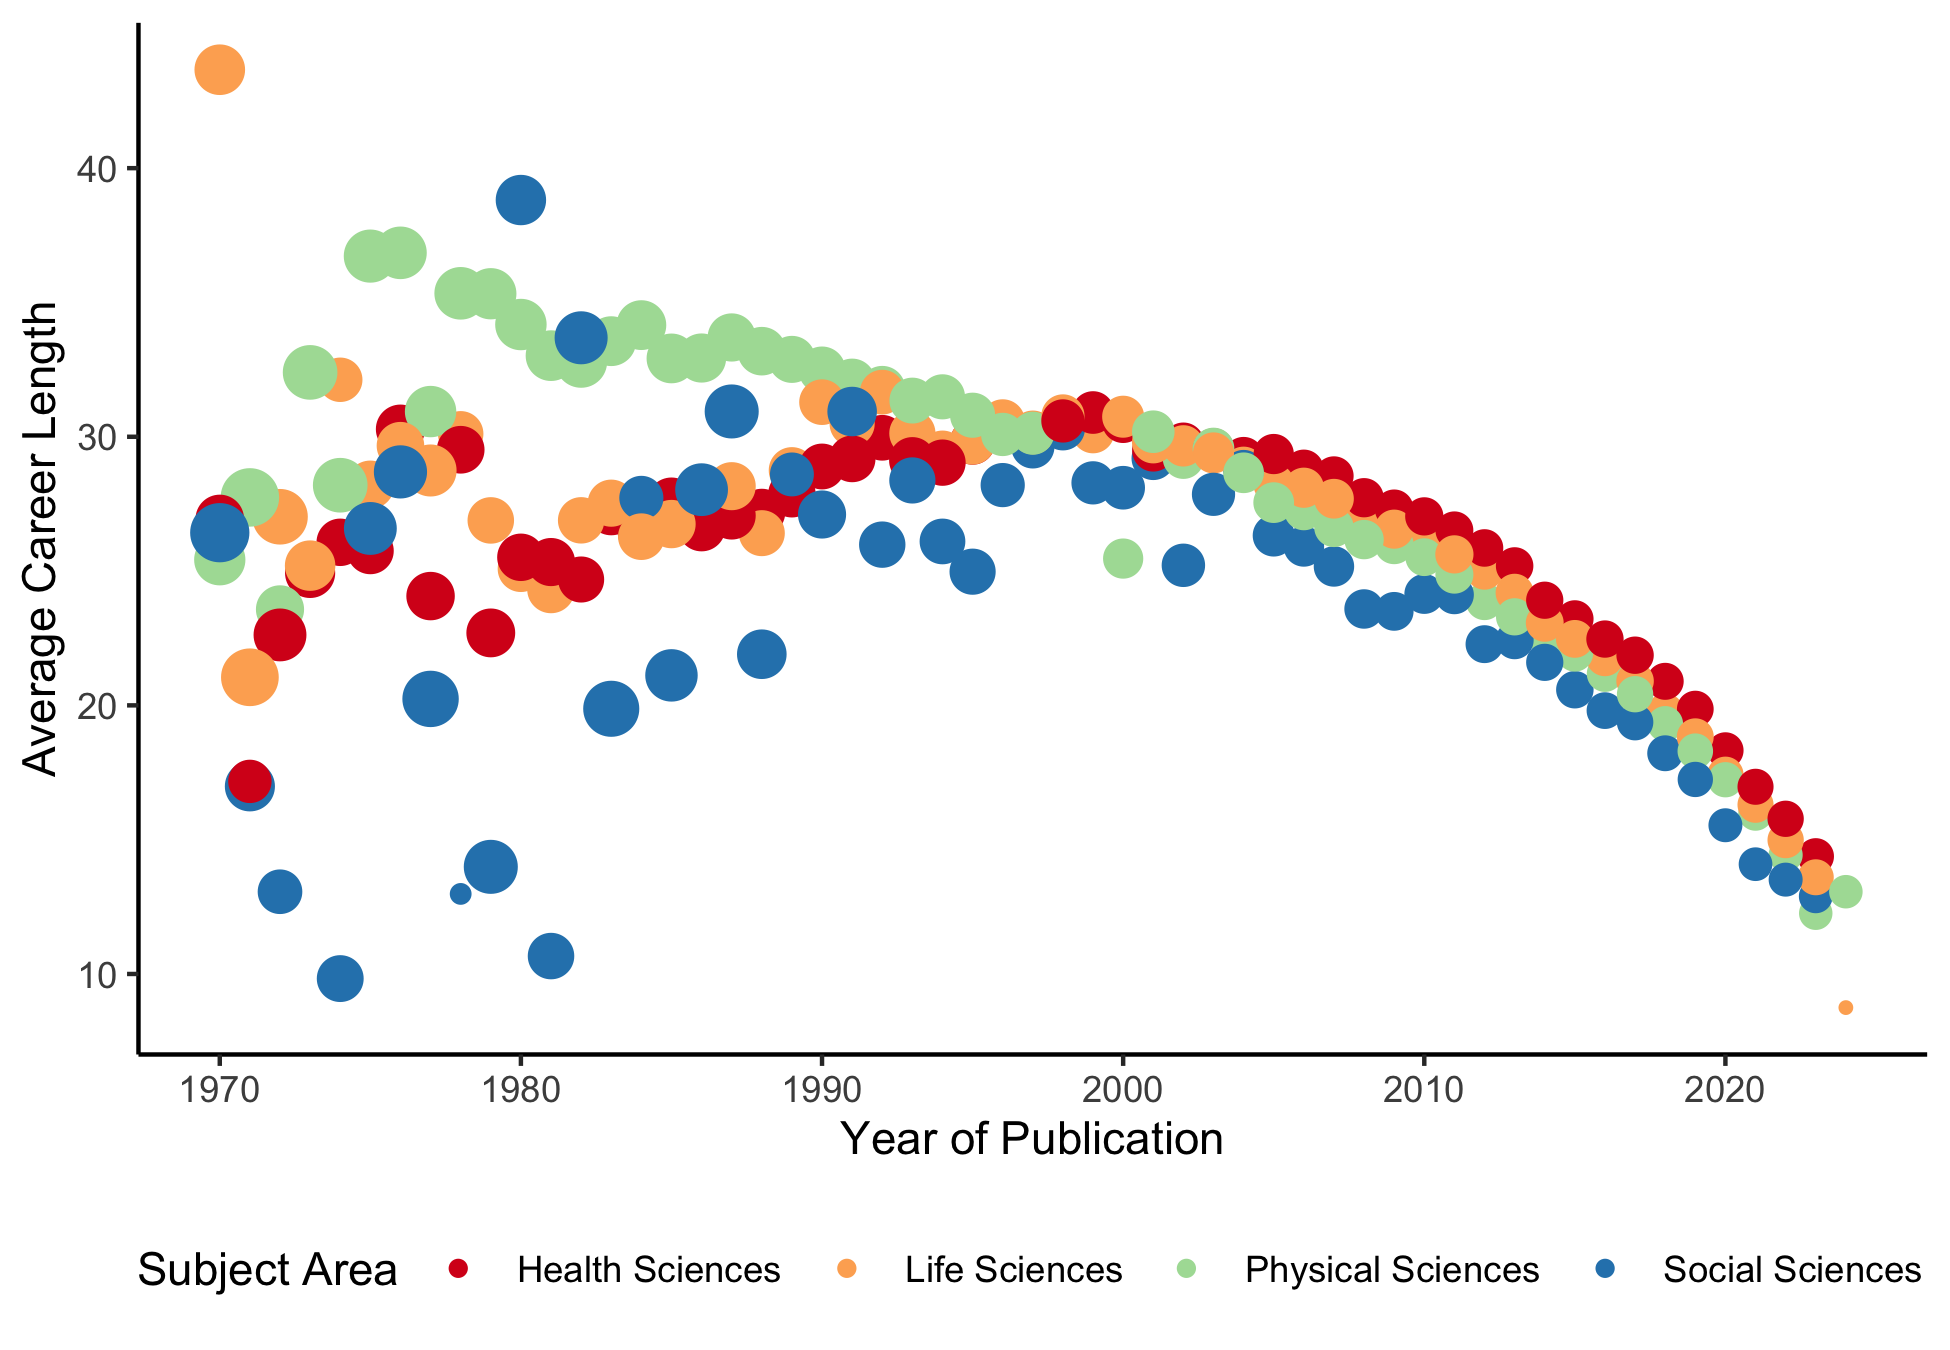 Average Career Length
40
30
20
10
1970 1980 1990 2000 2010 2020
Year of Publication
Subject Area Health Sciences Life Sciences Physical Sciences Social Sciences